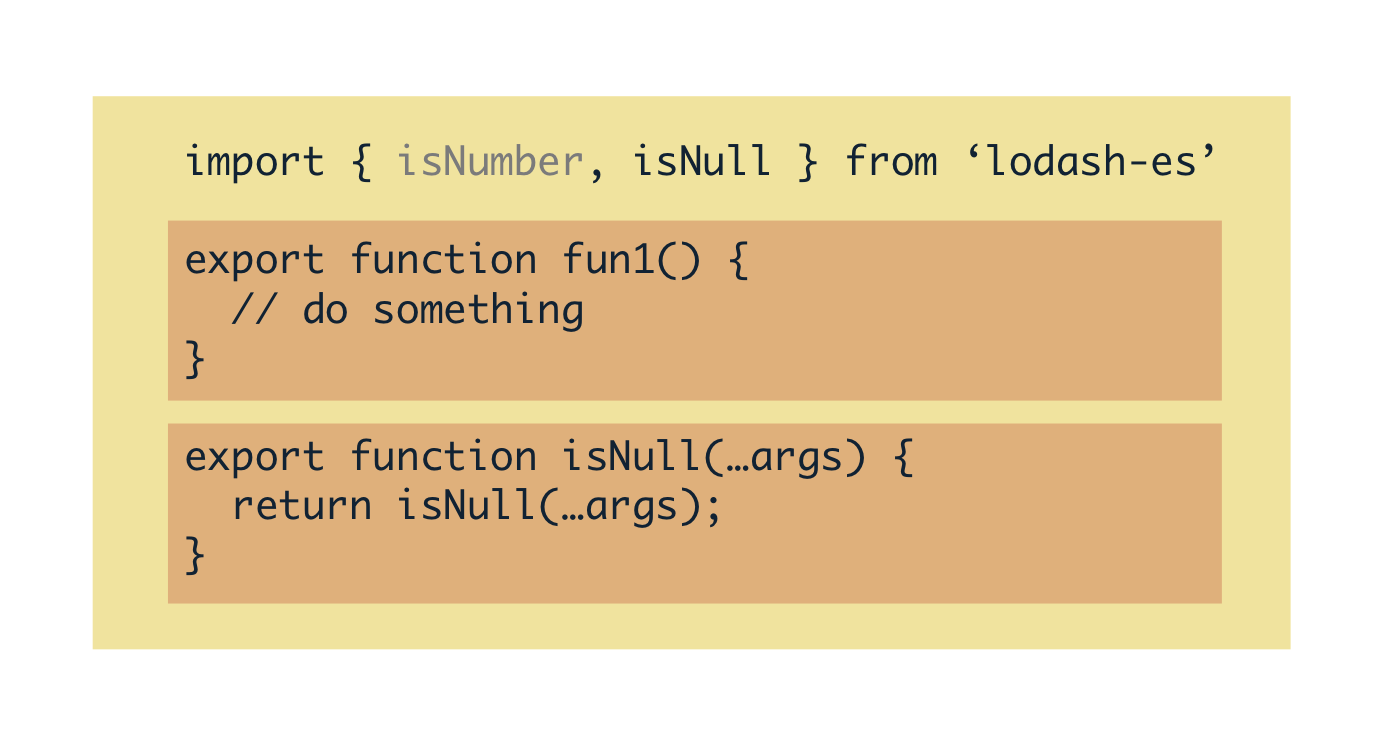 import { isNumber, isNull } from ‘lodash-es’
export function fun1() {
  // do something
}
export function isNull(…args) {
  return isNull(…args);
}